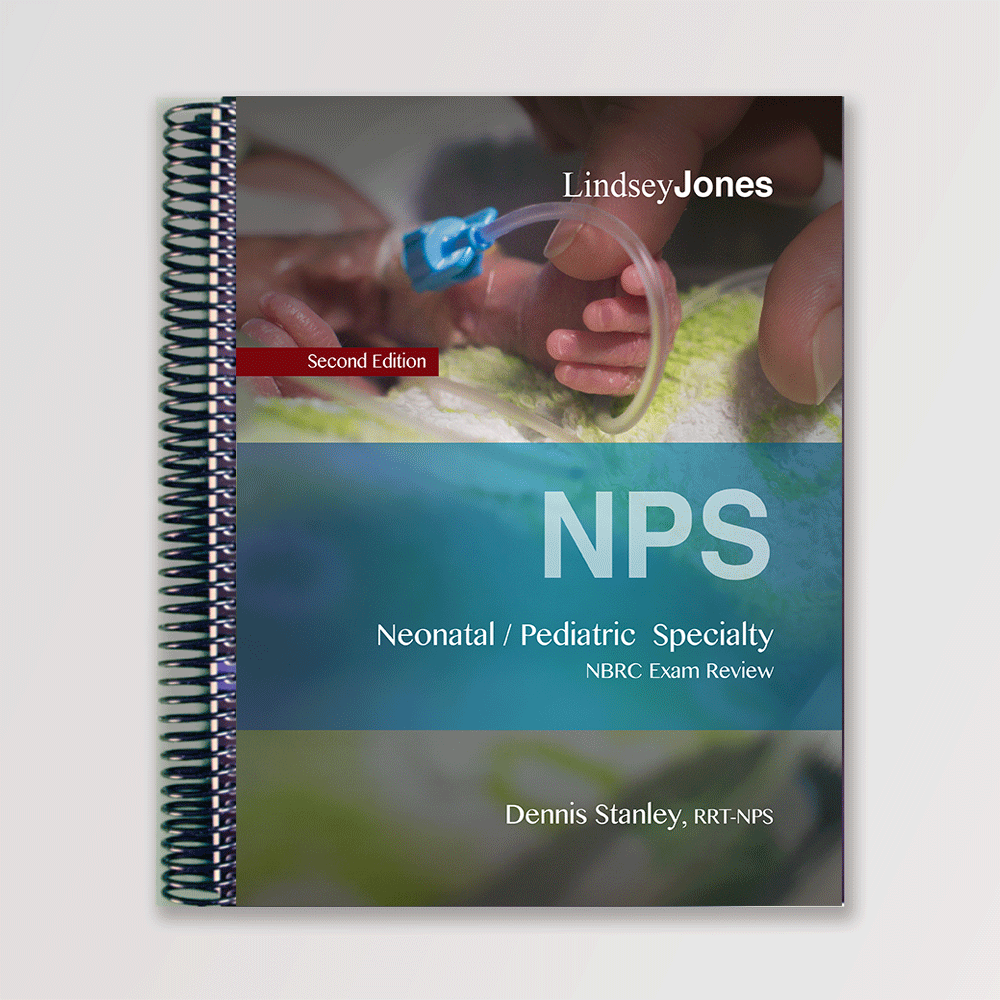 LindseyJones
Second Edition
NPS
Neonatal / Pediatric Specialty
NBRC Exam Review
Dennis Stanley, RRT-NPS